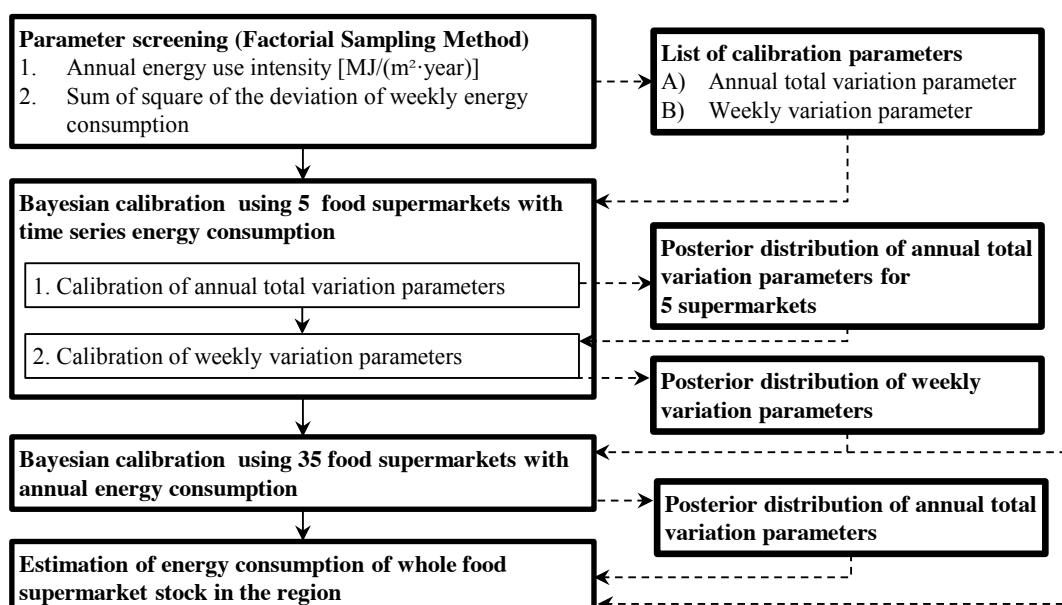 Parameter screening (Factorial Sampling Method)
1. Annual energy use intensity [MJ/(m²·year)]
2. Sum of square of the deviation of weekly energy
consumption
List of calibration parameters
A) Annual total variation parameter
B) Weekly variation parameter
Bayesian calibration using 5 food supermarkets with
time series energy consumption
1. Calibration of annual total variation parameters
2. Calibration of weekly variation parameters
Posterior distribution of annual total
variation parameters for
5 supermarkets
Posterior distribution of weekly
variation parameters
Bayesian calibration using 35 food supermarkets with
annual energy consumption
Posterior distribution of annual total
variation parameters
Estimation of energy consumption of whole food
supermarket stock in the region